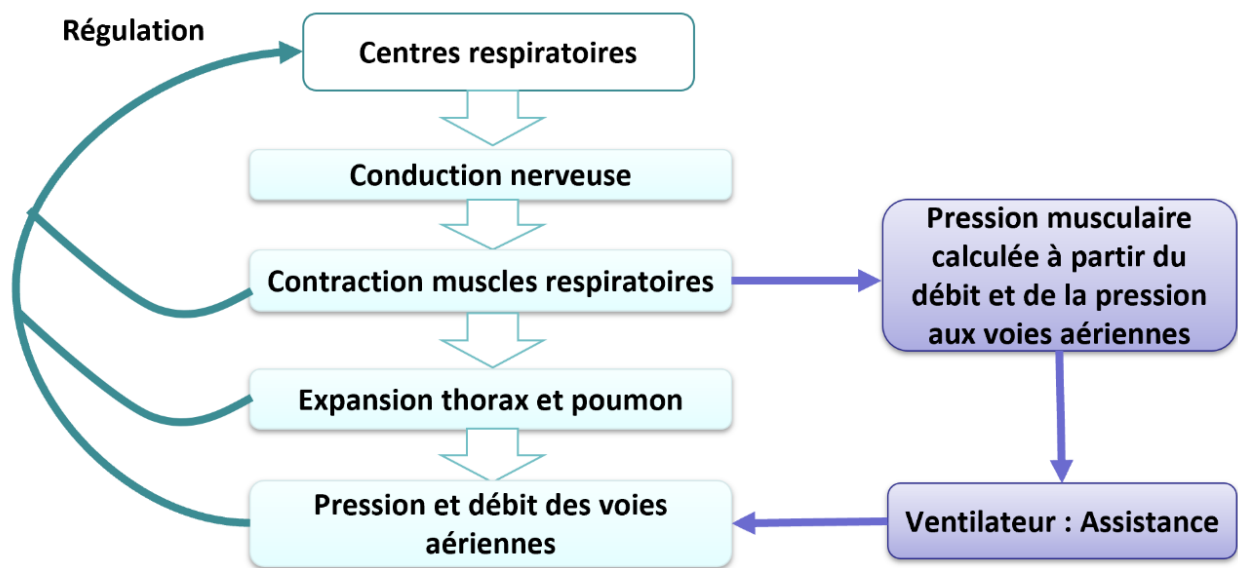 Régulation
Centres respiratoires
Conduction nerveuse
Contraction muscles respiratoires
Expansion thorax et poumon
Pression et débit des voies
aériennes
Pression musculaire
calculée à partir du
débit et de la pression
aux voies aériennes
Ventilateur : Assistance